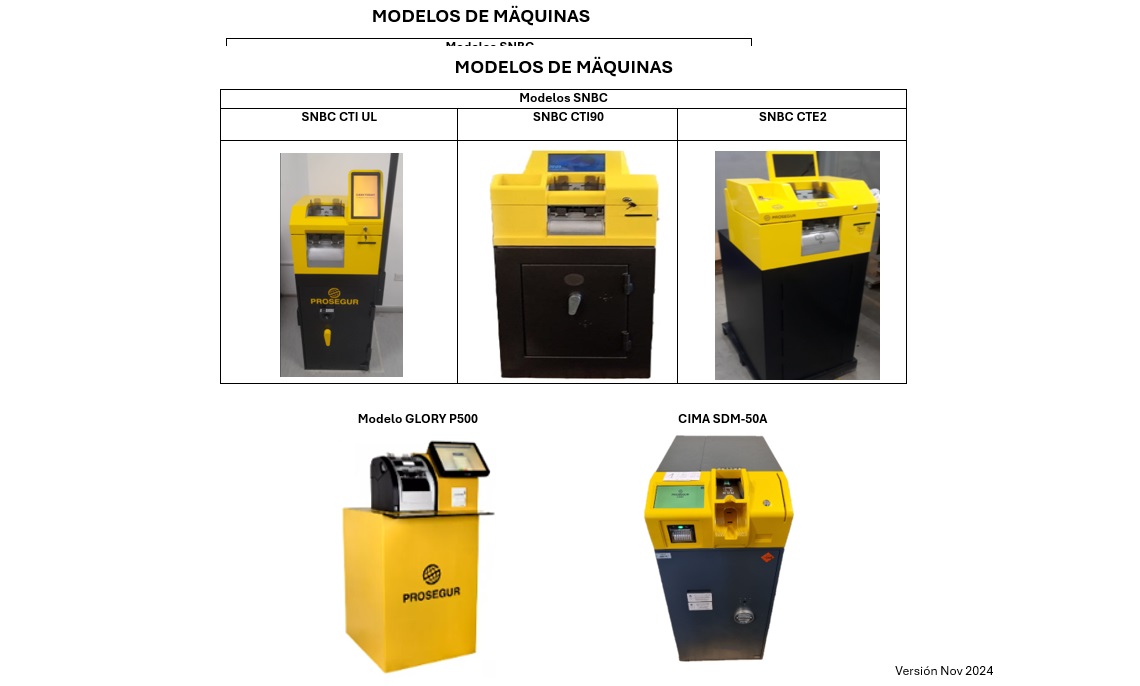 MODELOS DE MÄQUINAS
Modelos SNBC
MODELOS DE MÄQUINAS
Modelos SNBC
SNBC CTI UL
SNBC CTI90
SNBC CTE2
PROSEGUR
PROSEGUR
Modelo GLORY P500
CIMA SDM-50A
PROSEGUR
PROSEGUR
Versión Nov 2024